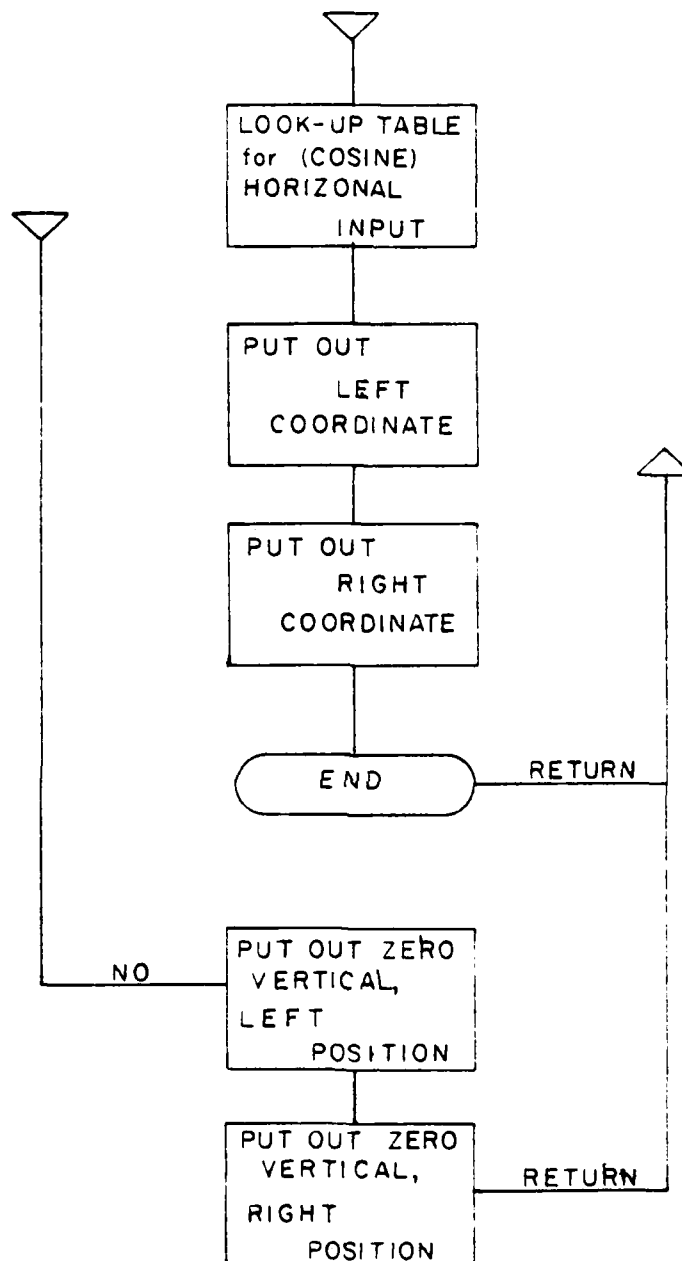 LOOK-UP TABLE
for (COSINE)
HORIZONAL
INPUT
PUT OUT
LEFT
COORDINATE
PUT OUT
RIGHT
COORDINATE
END
RETURN
NO
PUT OUT ZERO
VERTICAL,
LEFT
POSITION
PUT OUT ZERO
VERTICAL,
RIGHT
POSITION
RETURN